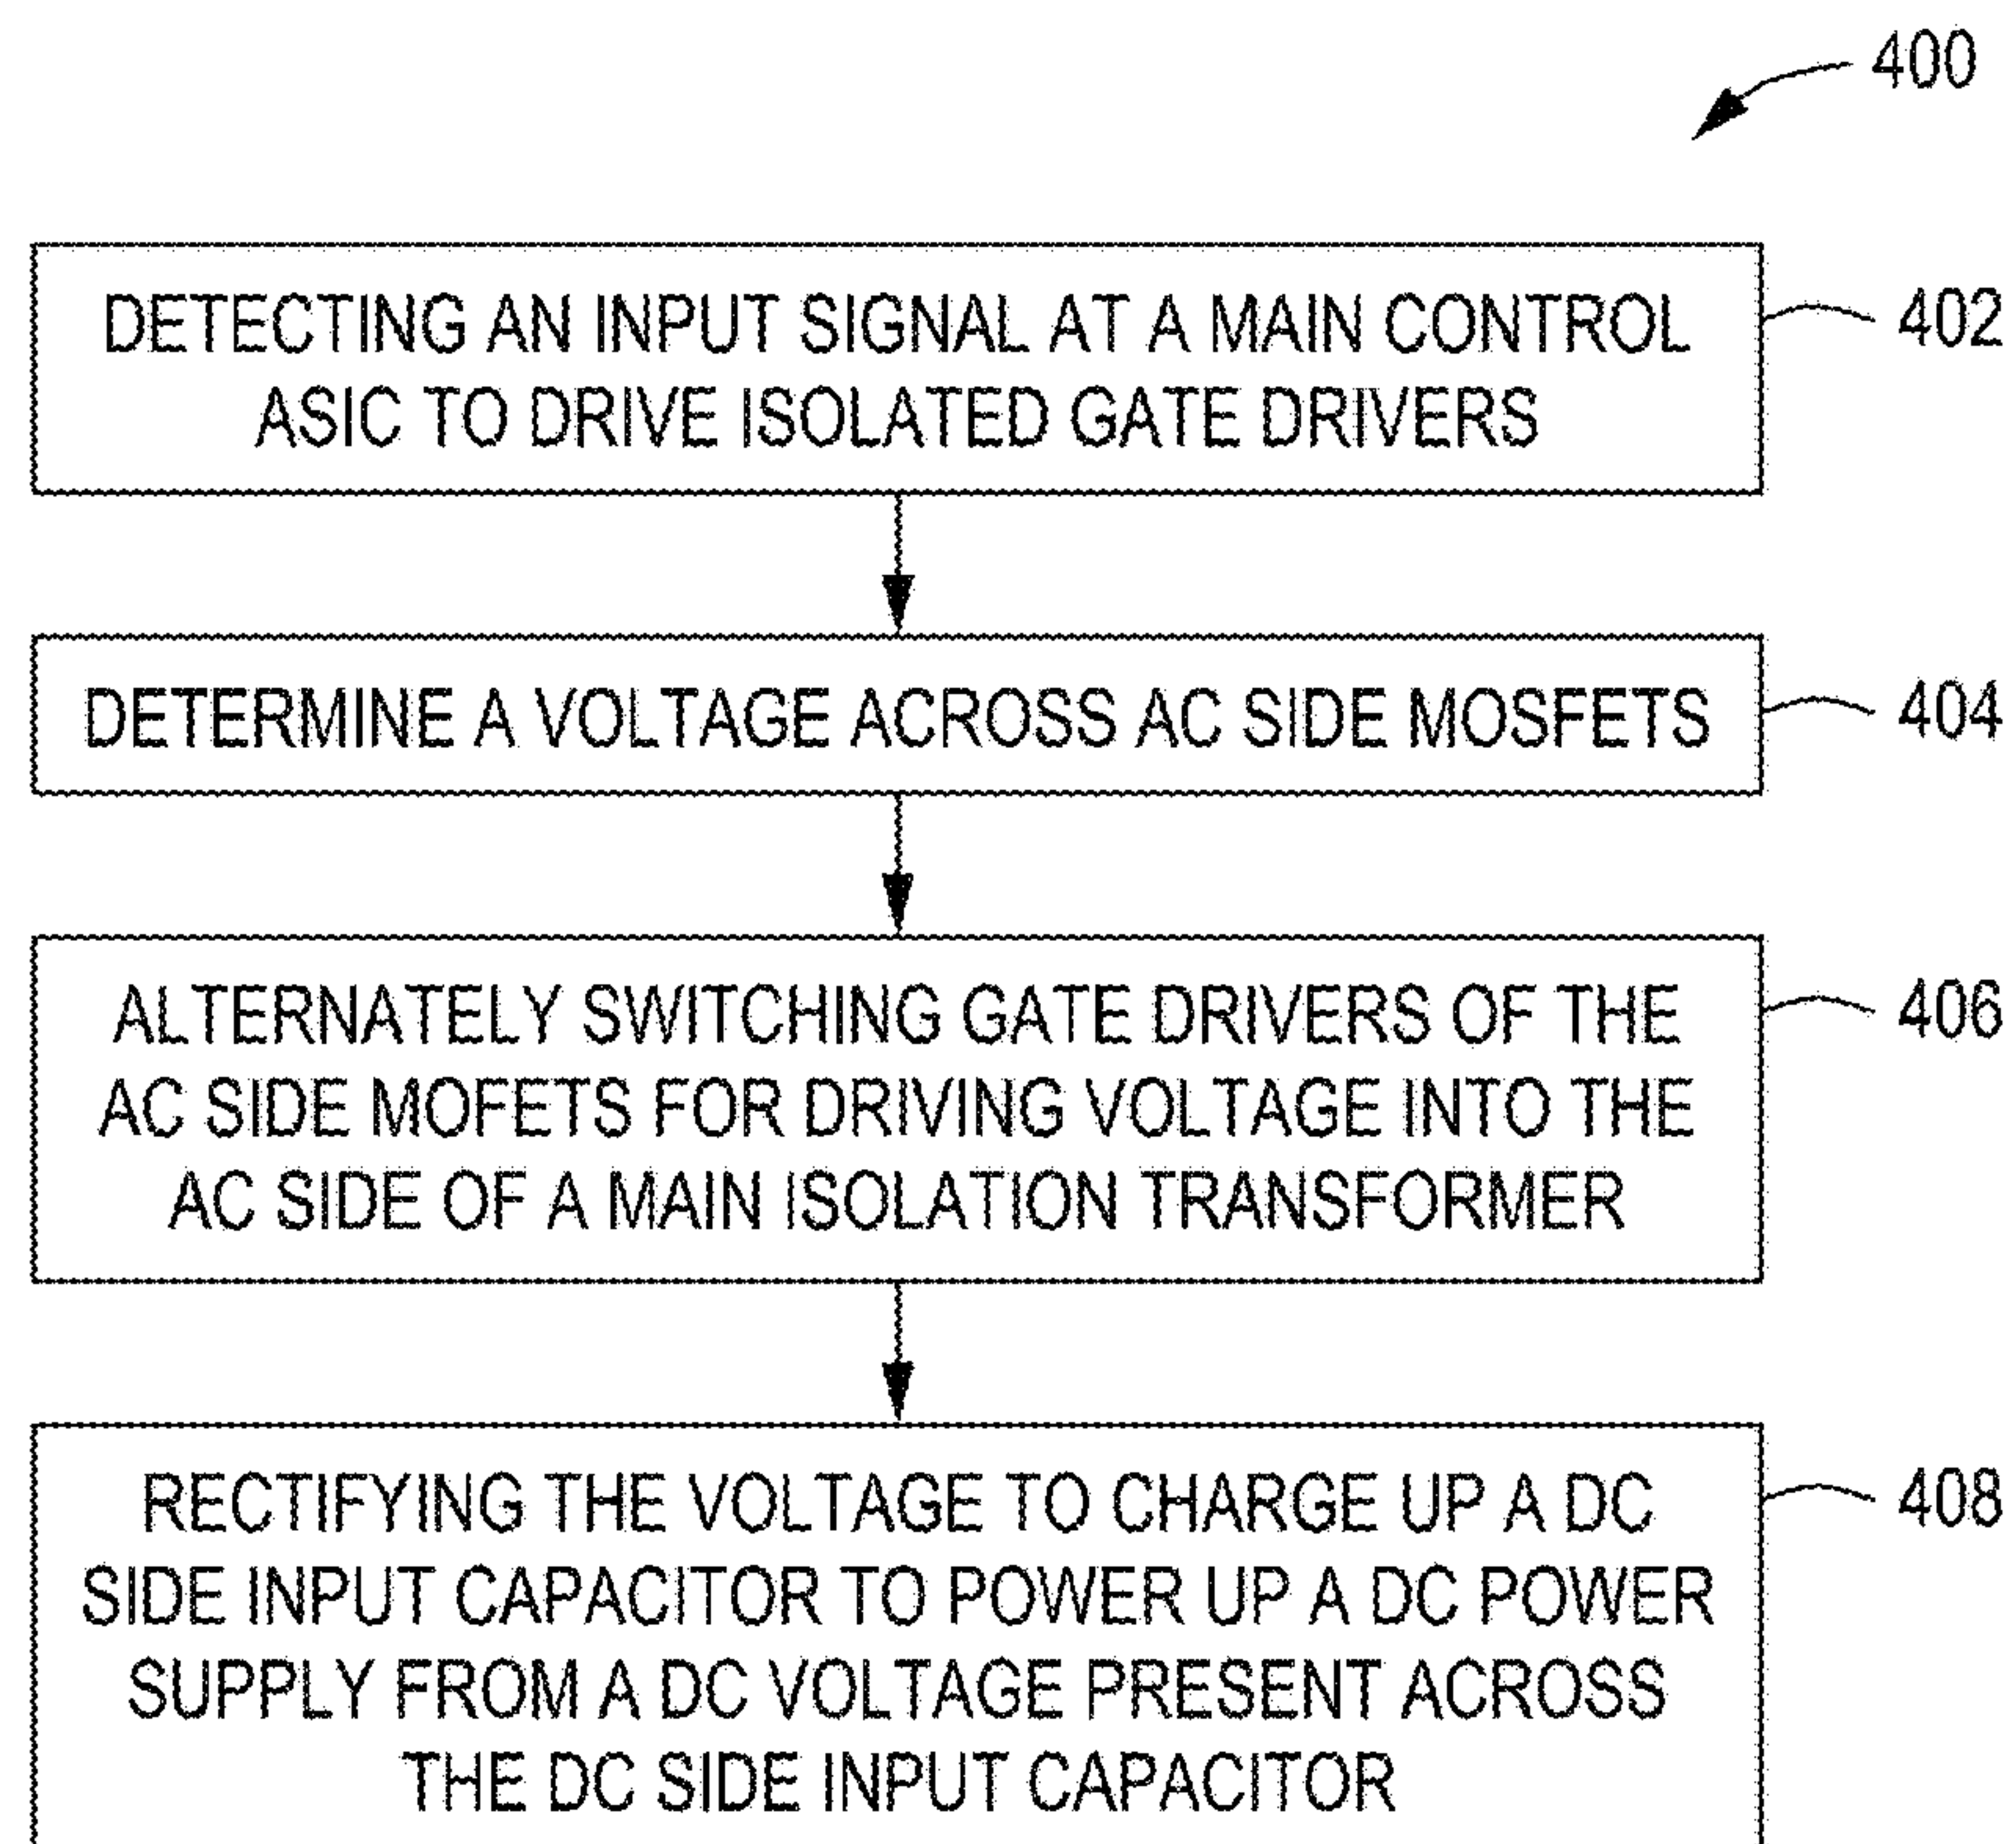 400
DETECTING AN INPUT SIGNAL AT A MAIN CONTROL
ASIC TO DRIVE ISOLATED GATE DRIVERS
402
DETERMINE A VOLTAGE ACROSS AC SIDE MOSFETS
404
ALTERNATELY SWITCHING GATE DRIVERS OF THE
AC SIDE MOFETS FOR DRIVING VOLTAGE INTO THE
AC SIDE OF A MAIN ISOLATION TRANSFORMER
406
RECTIFYING THE VOLTAGE TO CHARGE UP A DC
SIDE INPUT CAPACITOR TO POWER UP A DC POWER
SUPPLY FROM A DC VOLTAGE PRESENT ACROSS
THE DC SIDE INPUT CAPACITOR
408